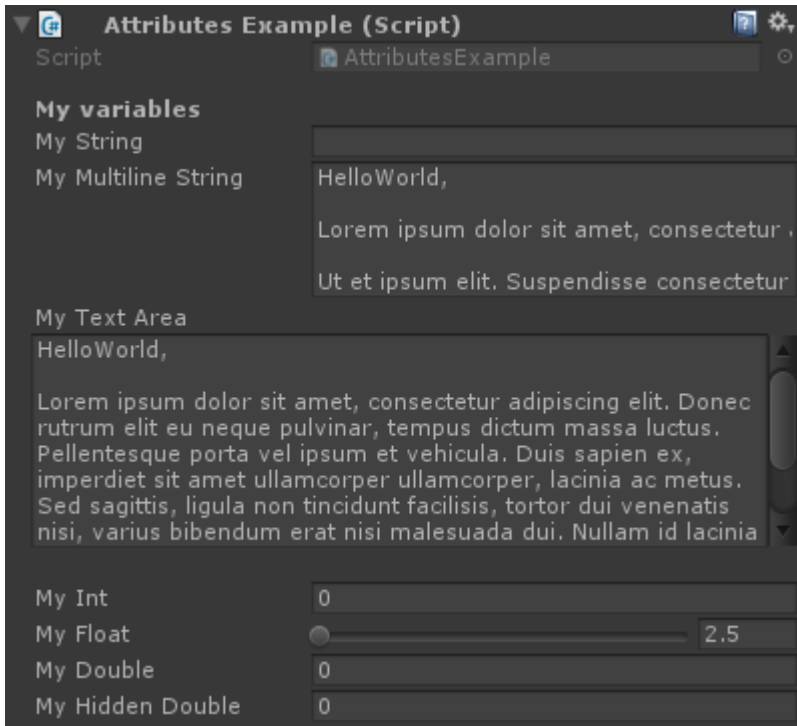 Attributes Example (Script)
Script AttributesExample
My variables
My String
My Multiline String HelloWorld,
Lorem ipsum dolor sit amet, consectetur
Ut et ipsum elit. Suspendisse consectetur
My Text Area
HelloWorld,
Lorem ipsum dolor sit amet, consectetur adipiscing elit. Donec
rutrum elit eu neque pulvinar, tempus dictum massa luctus.
Pellentesque porta vel ipsum et vehicula. Duis sapien ex,
imperdiet sit amet ullamcorper ullamcorper, lacinia ac metus.
Sed sagittis, ligula non tincidunt facilisis, tortor dui venenatis
nisi, varius bibendum erat nisi malesuada dui. Nullam id lacinia
My Int 0
My Float 2.5
My Double 0
My Hidden Double 0